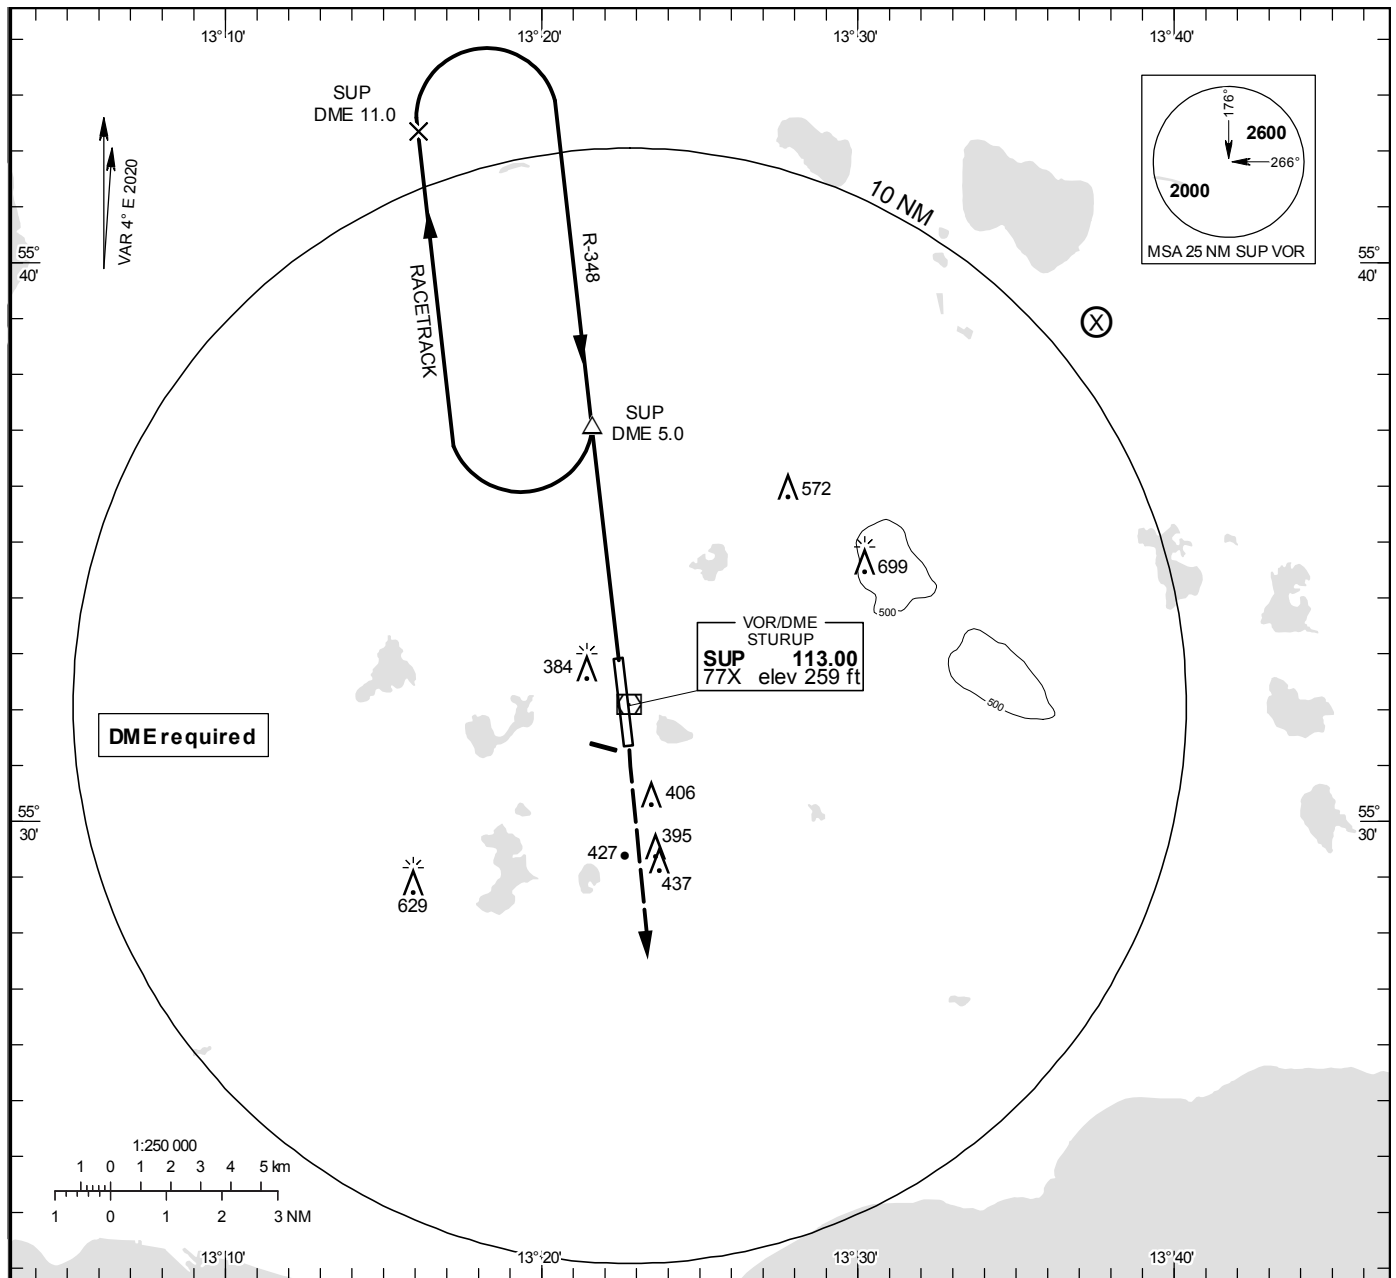 13°10'
13°20'
13°30'
13°40'
SUP
DME 11.0
VAR 4° E 2020
10 NM
176°
2600
266°
2000
MSA 25 NM SUP VOR
55°
40'
55°
40'
R-348
RACETRACK
X
SUP
DME 5.0
572
699
500
VOR/DME
STURUP
SUP 113.00
77X elev 259 ft
384
500
DME required
406
395
427
437
629
55°
30'
55°
30'
1:250 000
1 0 1 2 3 4 5 km
1 0 1 2 3 NM
13°10'
13°20'
13°30'
13°40'